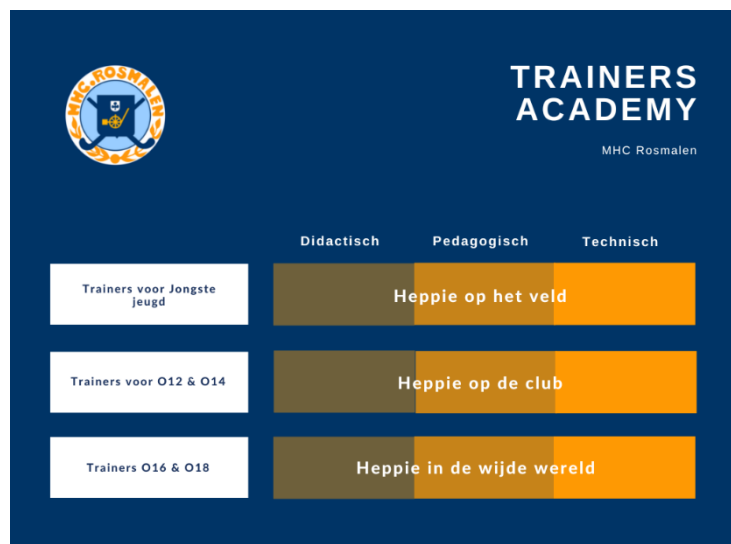 MHC.ROSMALEN
TRAINERS
ACADEMY
MHC Rosmalen
Didactisch Pedagogisch Technisch
Trainers voor Jongste
jeugd
Heppie op het veld
Trainers voor O12 & O14
Heppie op de club
Trainers O16 & O18
Heppie in de wijde wereld